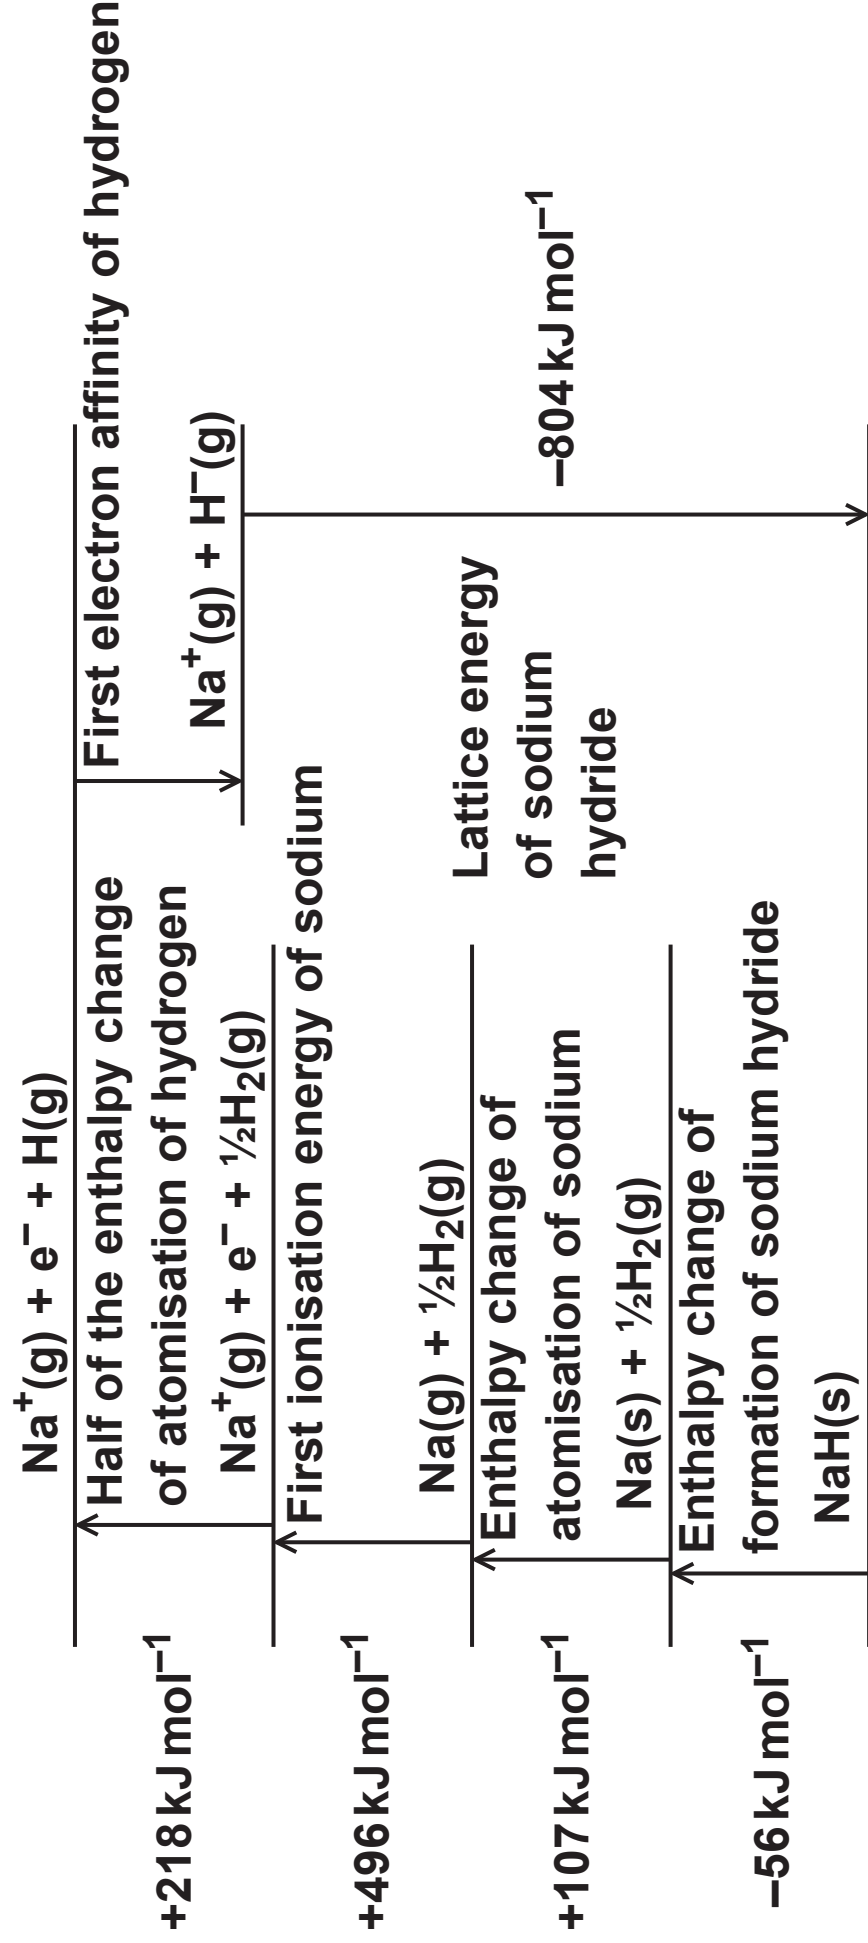 Na⁺(g) + e⁻ + H(g)
+218 kJ mol⁻¹
Half of the enthalpy change
of atomisation of hydrogen
First electron affinity of hydrogen
Na⁺(g) + e⁻ + ½H₂(g)
Na⁺(g) + H⁻(g)
+496 kJ mol⁻¹
First ionisation energy of sodium
Na(g) + ½H₂(g)
Lattice energy
of sodium
hydride
–804 kJ mol⁻¹
+107 kJ mol⁻¹
Enthalpy change of
atomisation of sodium
Na(s) + ½H₂(g)
–56 kJ mol⁻¹
Enthalpy change of
formation of sodium hydride
NaH(s)